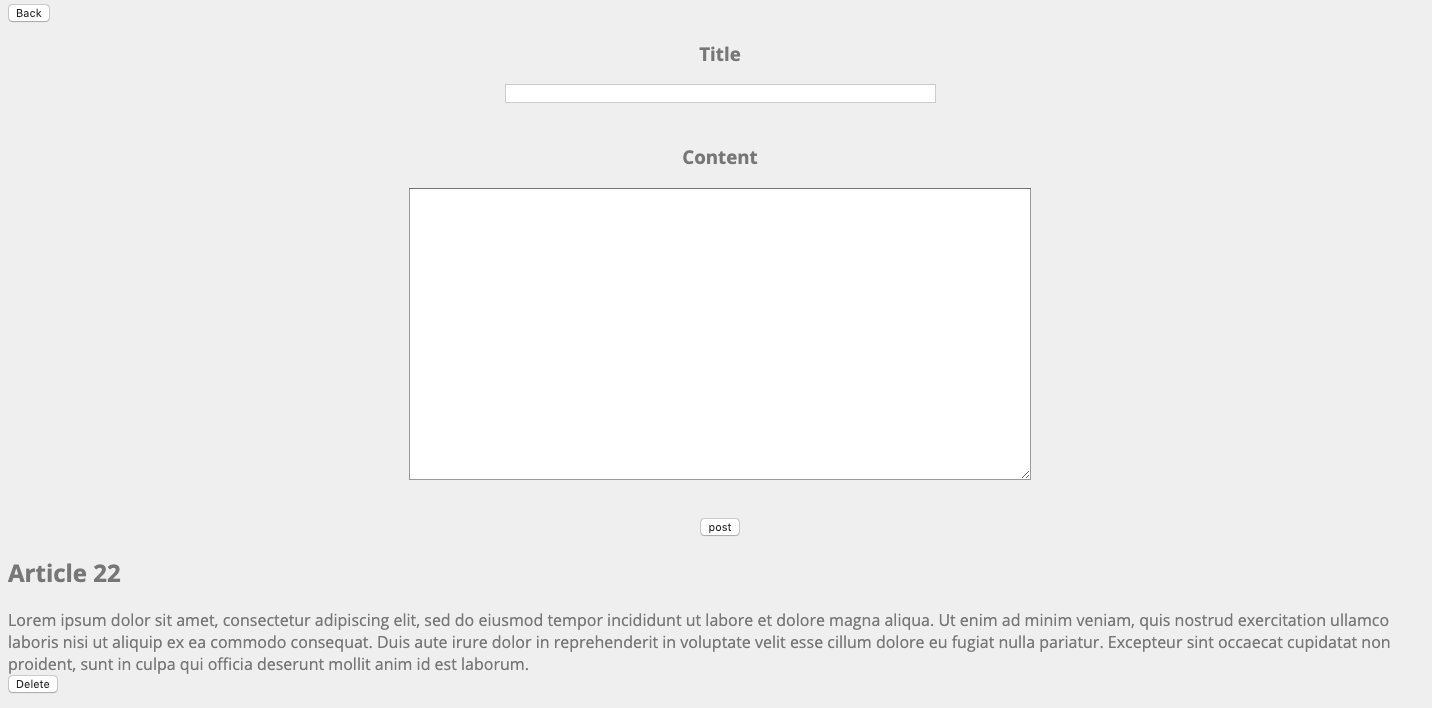 Back
Title
Content
post
Article 22
Lorem ipsum dolor sit amet, consectetur adipiscing elit, sed do eiusmod tempor incididunt ut labore et dolore magna aliqua. Ut enim ad minim veniam, quis nostrud exercitation ullamco
laboris nisi ut aliquip ex ea commodo consequat. Duis aute irure dolor in reprehenderit in voluptate velit esse cillum dolore eu fugiat nulla pariatur. Excepteur sint occaecat cupidatat non
proident, sunt in culpa qui officia deserunt mollit anim id est laborum.
Delete